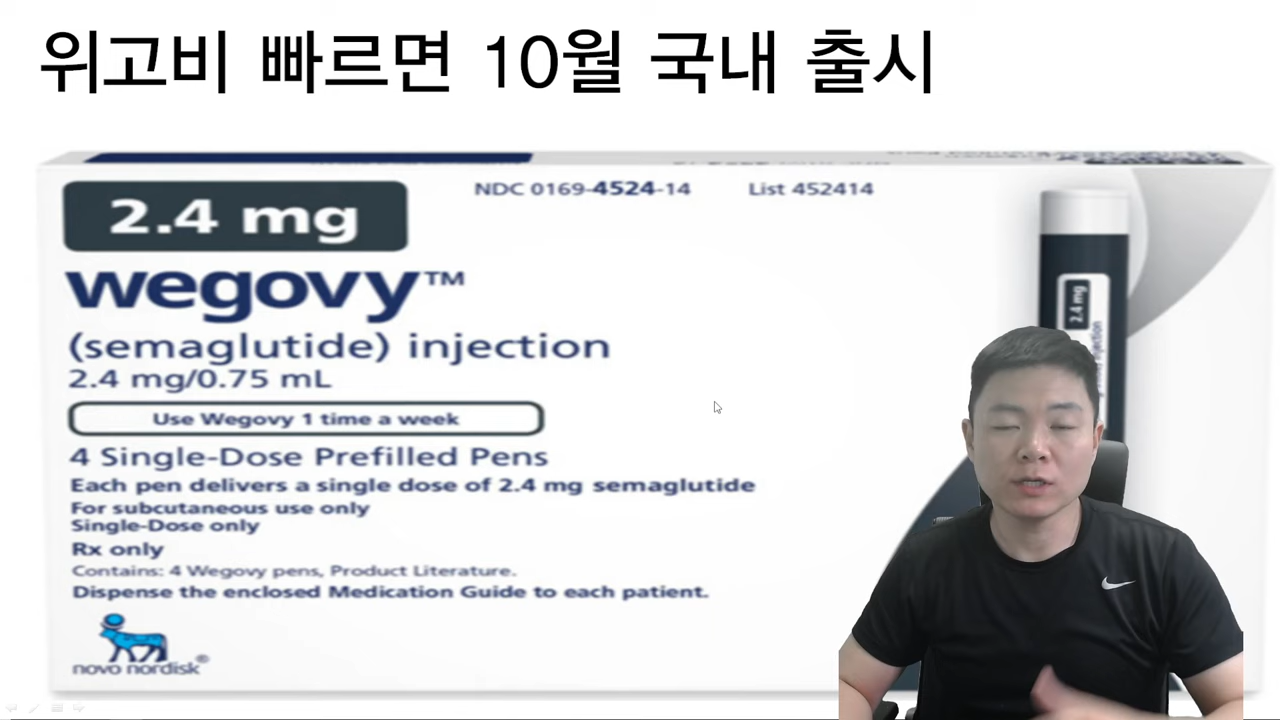 위고비 빠르면 10월 국내 출시
2.4 mg
NDC 0169-4524-14
List 452414
wegovy™
(semaglutide) injection
2.4 mg/0.75 mL
Use Wegovy 1 time a week
4 Single-Dose Prefilled Pens
Each pen delivers a single dose of 2.4 mg semaglutide
For subcutaneous use only
Single-Dose only
Rx only
Contains: 4 Wegovy pens, Product Literature.
Dispense the enclosed Medication Guide to each patient.
novo nordisk®
2.4 mg